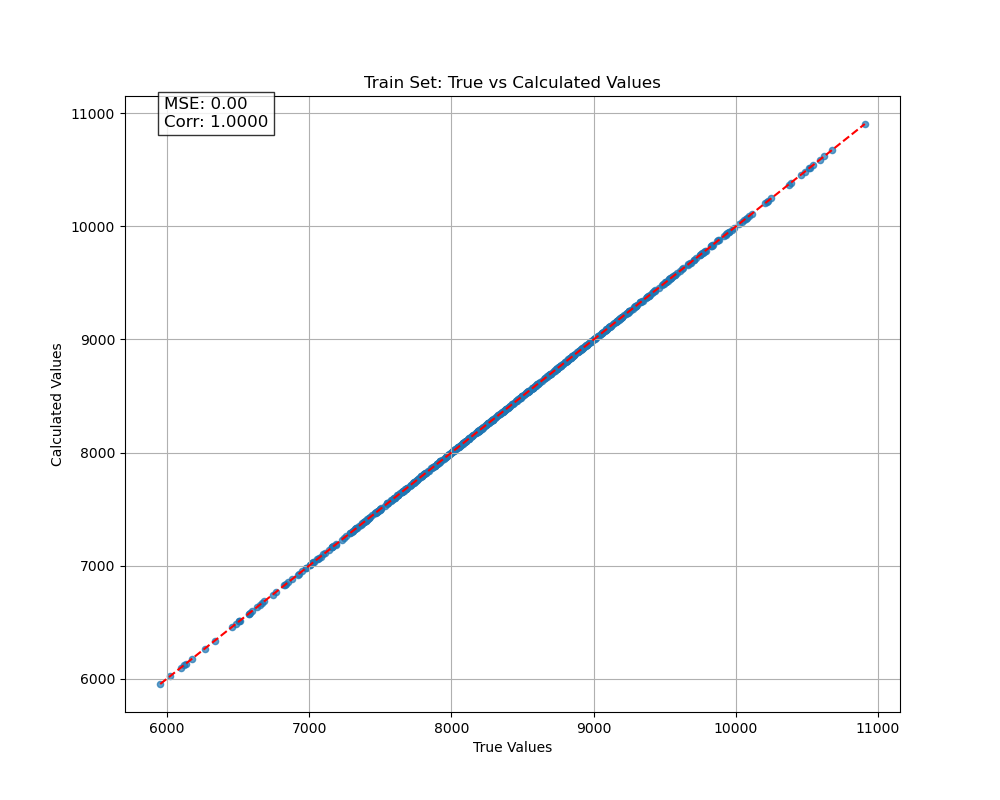 Train Set: True vs Calculated Values
MSE: 0.00
Corr: 1.0000
11000
10000
9000
8000
7000
6000
Calculated Values
6000 7000 8000 9000 10000 11000
True Values